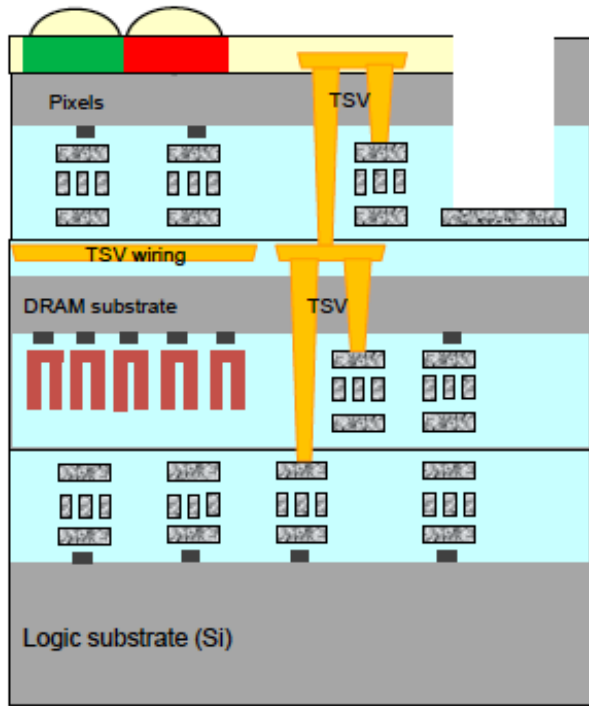 Pixels
TSV
TSV wiring
DRAM substrate
TSV
Logic substrate (Si)